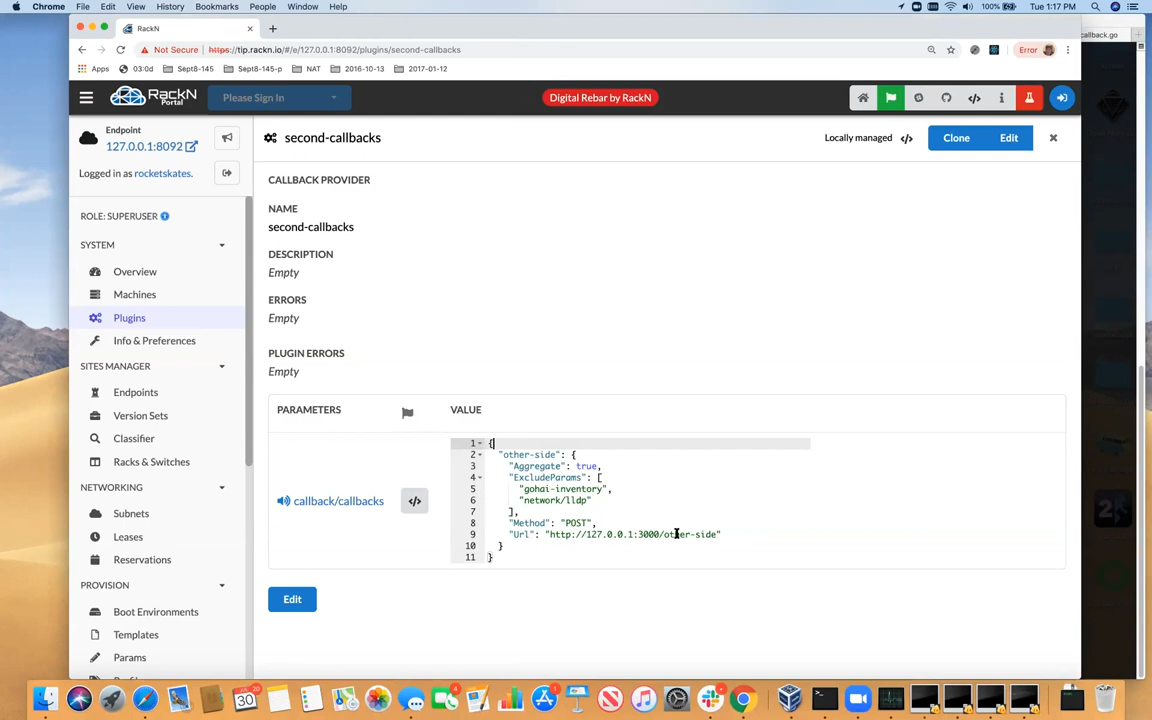 Chrome File Edit View History Bookmarks People Window Help 100% Tue 1:17 PM
RackN
callback.go
Not Secure https://tip.rackn.io/#/e/127.0.0.1:8092/plugins/second-callbacks Error
Apps 03:0d Sept8-145 Sept8-145-p NAT 2016-10-13 2017-01-12
RackN Portal Please Sign In Digital Rebar by RackN
Endpoint
127.0.0.1:8092
Logged in as rocketskates.
second-callbacks Locally managed Clone Edit
ROLE: SUPERUSER
SYSTEM
Overview
Machines
Plugins
Info & Preferences
SITES MANAGER
Endpoints
Version Sets
Classifier
Racks & Switches
NETWORKING
Subnets
Leases
Reservations
PROVISION
Boot Environments
Templates
Params
CALLBACK PROVIDER
NAME
second-callbacks
DESCRIPTION
Empty
ERRORS
Empty
PLUGIN ERRORS
Empty
PARAMETERS VALUE
callback/callbacks
1 {
2 "other-side": {
3 "Aggregate": true,
4 "ExcludeParams": [
5 "gohai-inventory",
6 "network/lldp"
7 ],
8 "Method": "POST",
9 "Url": "http://127.0.0.1:3000/other-side"
10 }
11 }
Edit